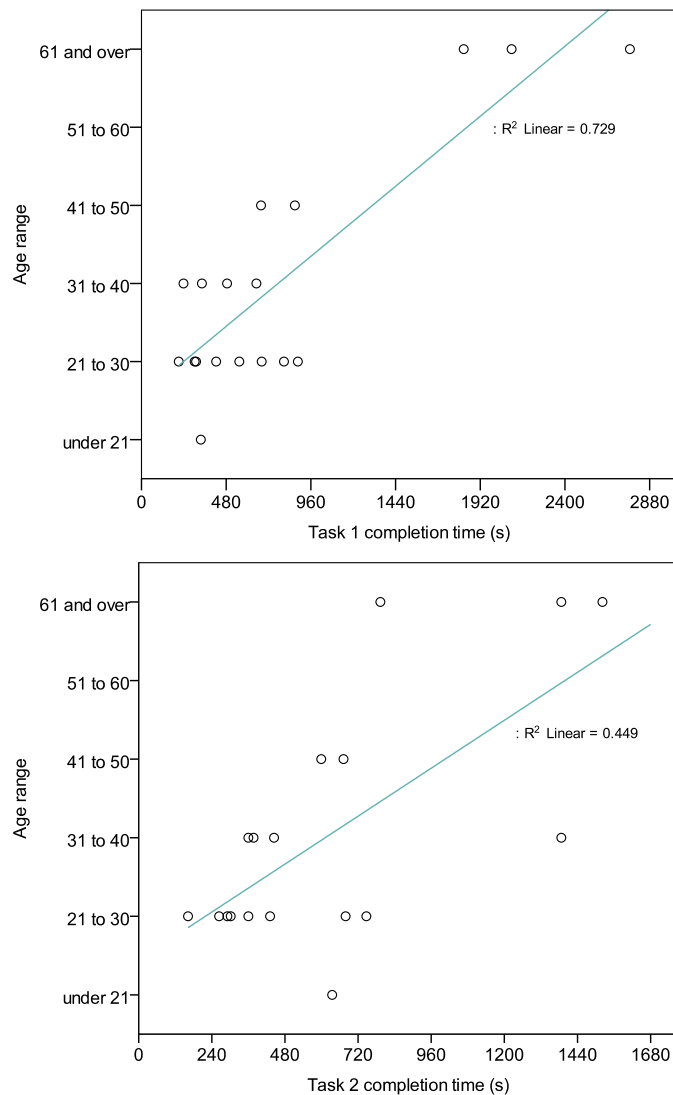 61 and over
51 to 60
: R² Linear = 0.729
41 to 50
Age range
31 to 40
21 to 30
under 21
0 480 960 1440 1920 2400 2880
Task 1 completion time (s)
61 and over
51 to 60
: R² Linear = 0.449
41 to 50
Age range
31 to 40
21 to 30
under 21
0 240 480 720 960 1200 1440 1680
Task 2 completion time (s)